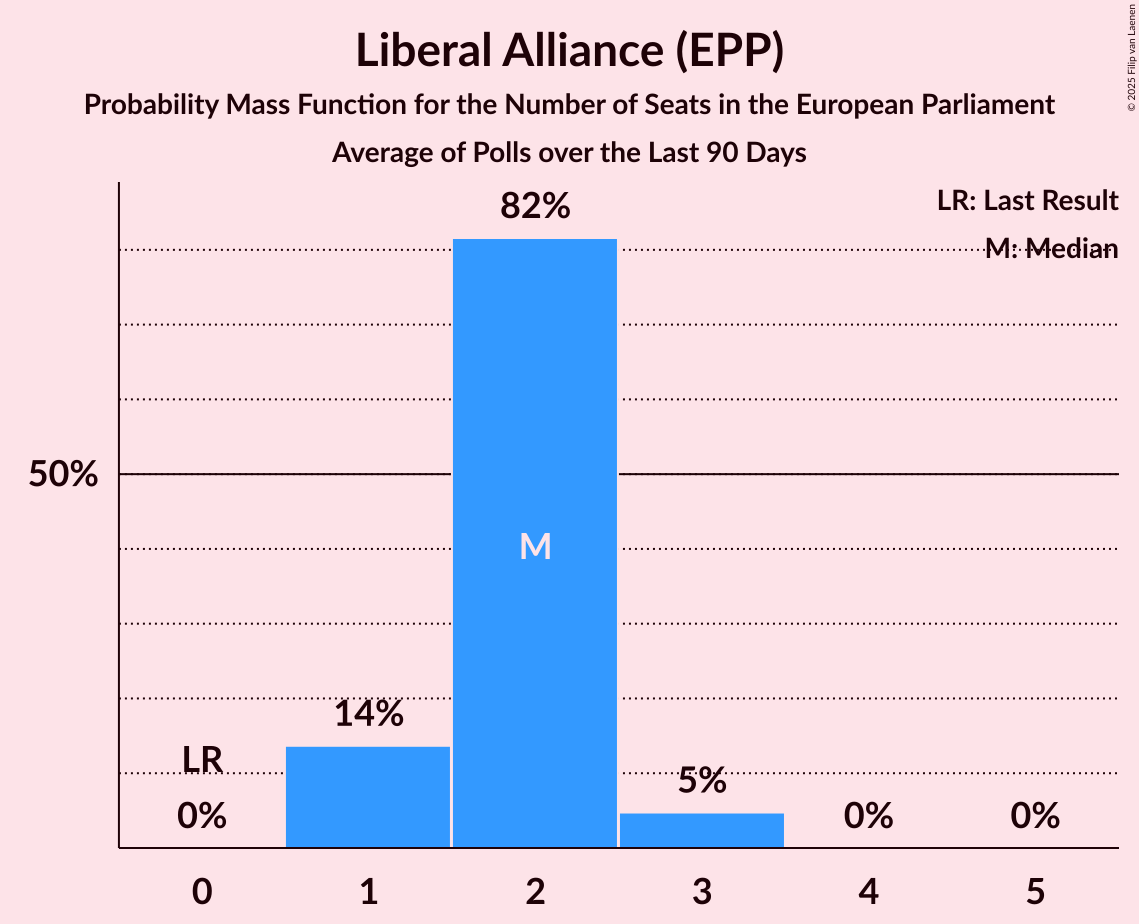 Liberal Alliance (EPP)
Probability Mass Function for the Number of Seats in the European Parliament
Average of Polls over the Last 90 Days
© 2025 Filip van Laenen
LR: Last Result
M: Median
82%
50%
M
14%
LR
5%
0%
0%
0%
0
1
2
3
4
5